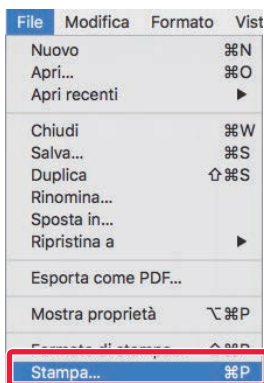 File Modifica Formato Vist
Nuovo ⌘N
Apri... ⌘O
Apri recenti ▶
Chiudi ⌘W
Salva... ⌘S
Duplica ⇧⌘S
Rinomina...
Sposta in...
Ripristina a ▶
Esporta come PDF...
Mostra proprietà ⌥⌘P
Stampa... ⌘P